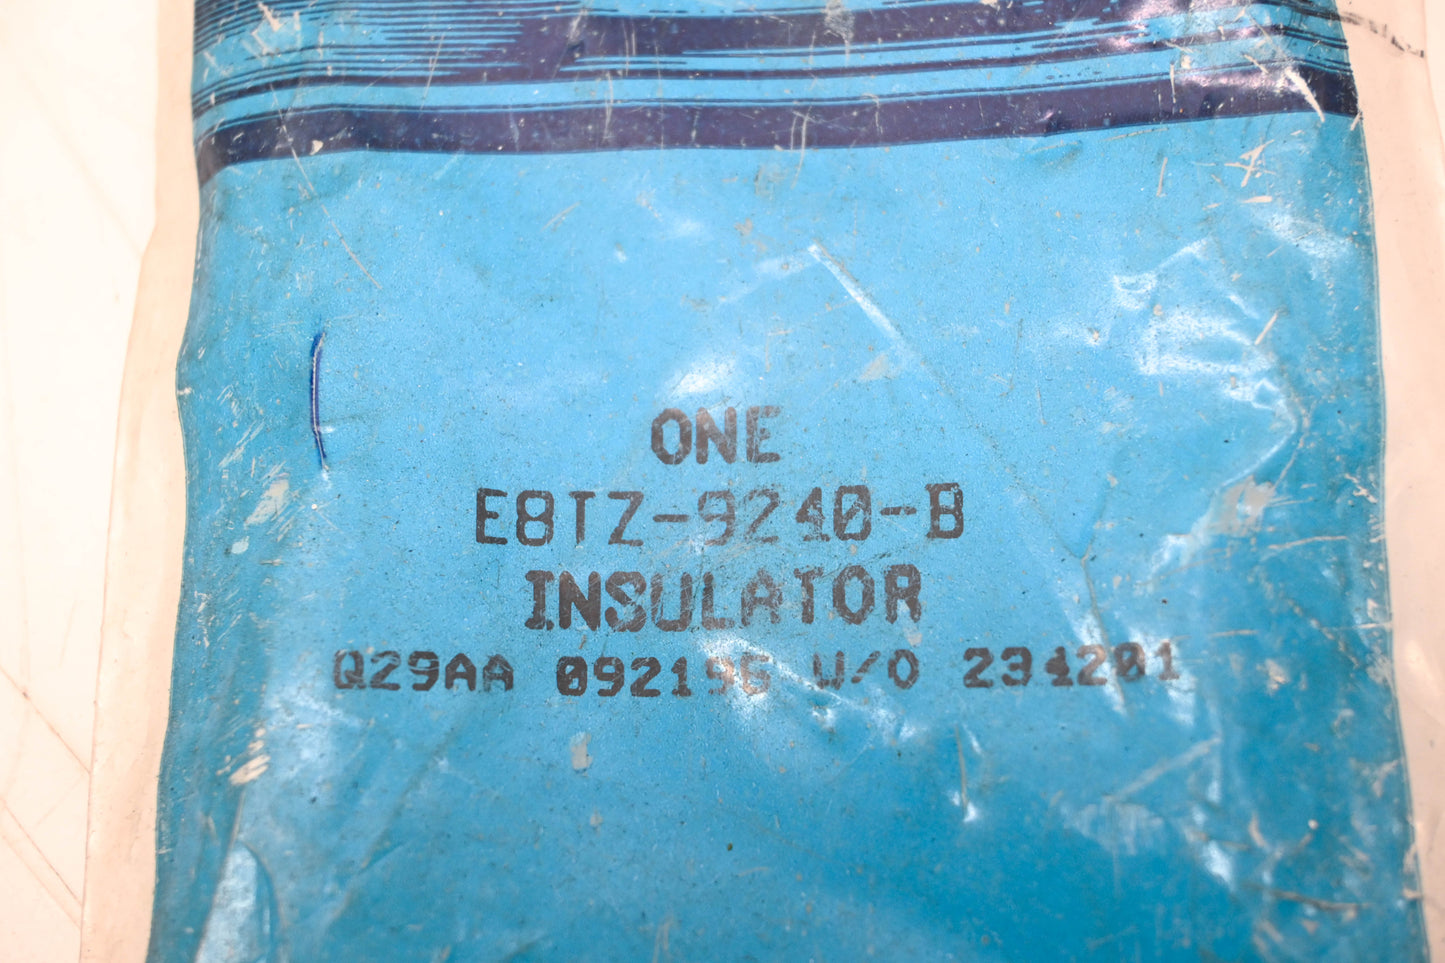 ONE
E8TZ-9240-B
INSULATOR
Q29AA 092196 W/O 234201